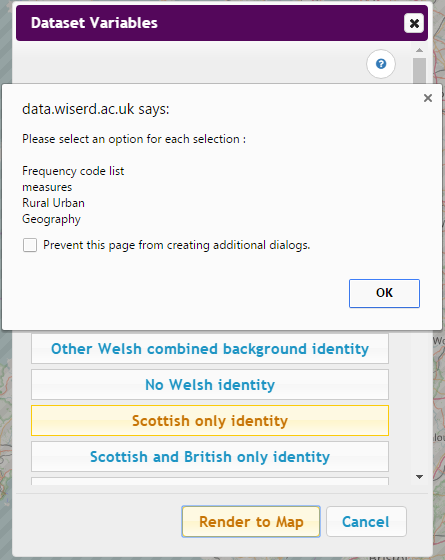 Dataset Variables
?
data.wiserd.ac.uk says:
Please select an option for each selection :
Frequency code list
measures
Rural Urban
Geography
Prevent this page from creating additional dialogs.
OK
Other Welsh combined background identity
No Welsh identity
Scottish only identity
Scottish and British only identity
Render to Map
Cancel